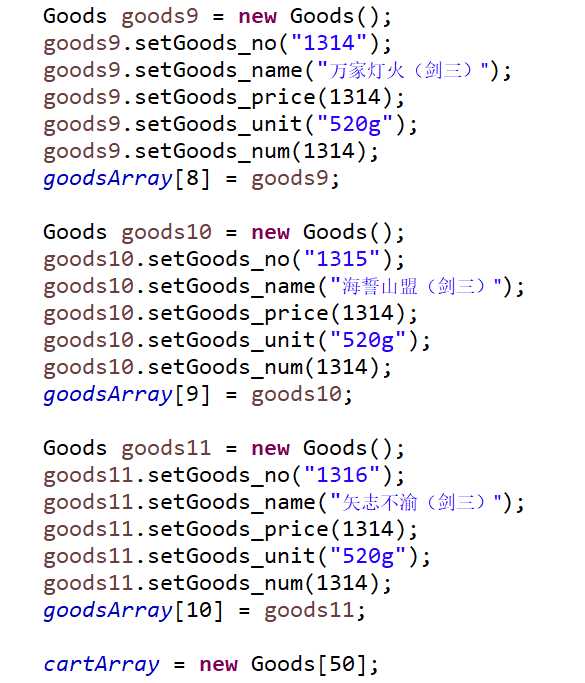 Goods goods9 = new Goods();
goods9.setGoods_no("1314");
goods9.setGoods_name("万家灯火（剑三）");
goods9.setGoods_price(1314);
goods9.setGoods_unit("520g");
goods9.setGoods_num(1314);
goodsArray[8] = goods9;
Goods goods10 = new Goods();
goods10.setGoods_no("1315");
goods10.setGoods_name("海誓山盟（剑三）");
goods10.setGoods_price(1314);
goods10.setGoods_unit("520g");
goods10.setGoods_num(1314);
goodsArray[9] = goods10;
Goods goods11 = new Goods();
goods11.setGoods_no("1316");
goods11.setGoods_name("矢志不渝（剑三）");
goods11.setGoods_price(1314);
goods11.setGoods_unit("520g");
goods11.setGoods_num(1314);
goodsArray[10] = goods11;
cartArray = new Goods[50];